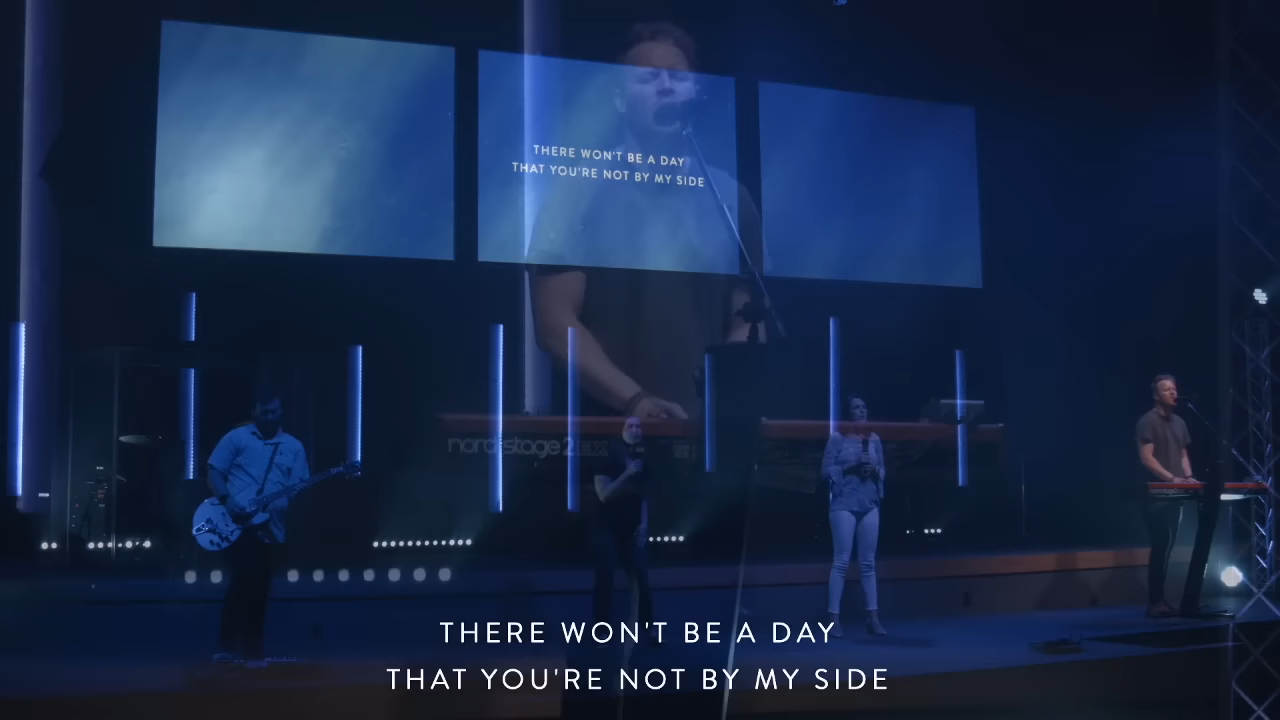 THERE WON'T BE A DAY
THAT YOU'RE NOT BY MY SIDE
nord stage 2 EX
THERE WON'T BE A DAY
THAT YOU'RE NOT BY MY SIDE